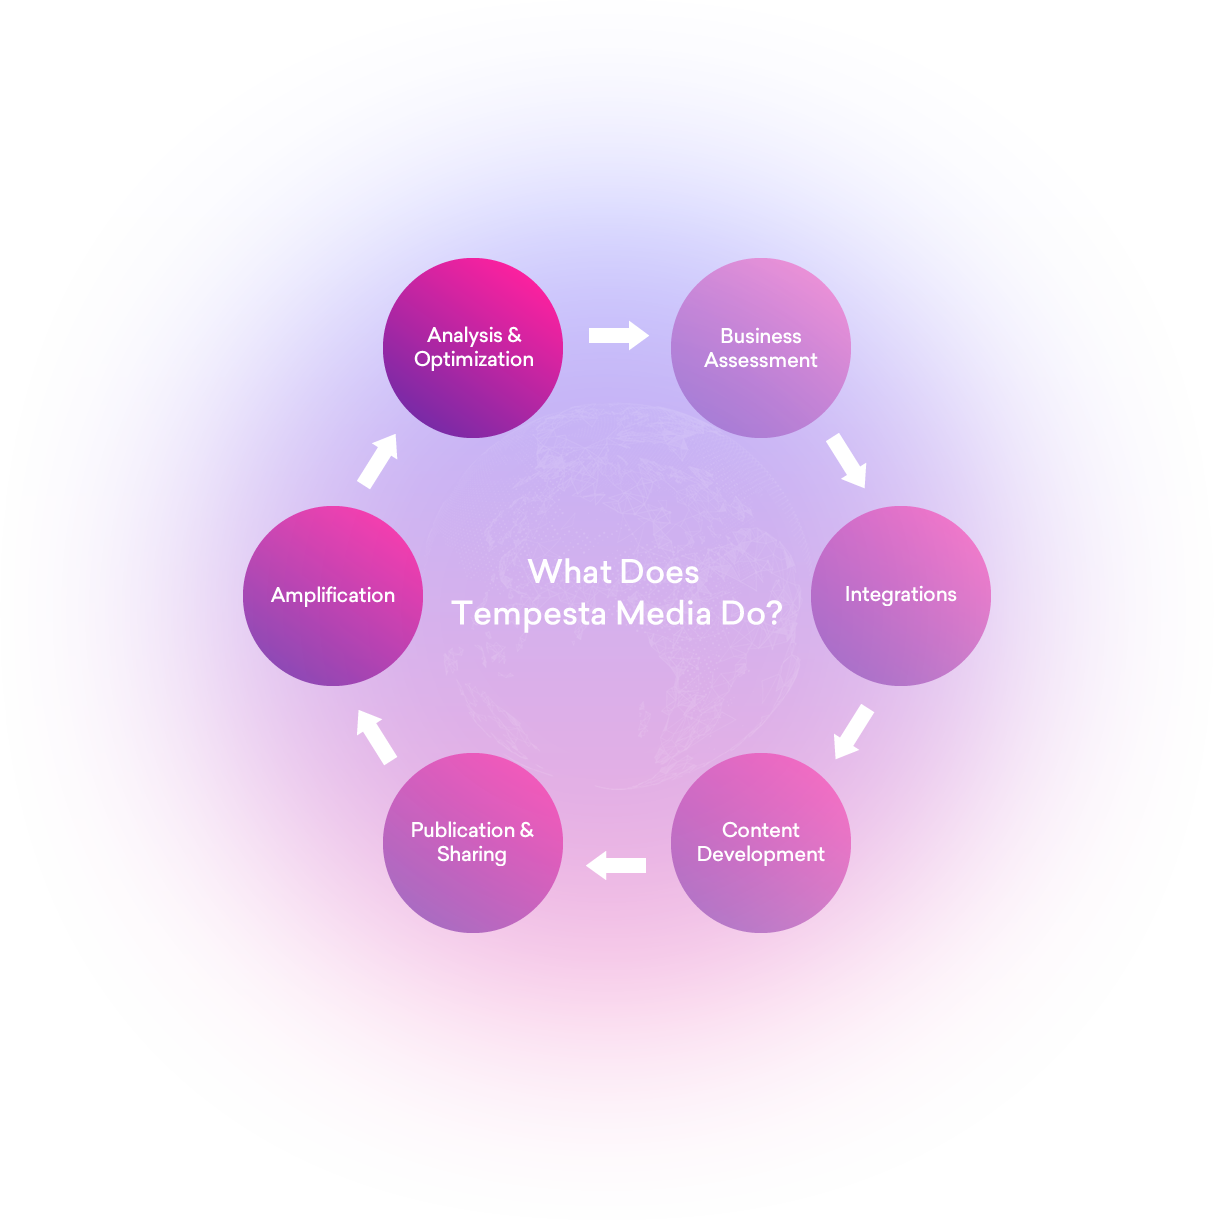 Analysis &
Optimization
Business
Assessment
What Does
Tempesta Media Do?
Amplification
Integrations
Publication &
Sharing
Content
Development